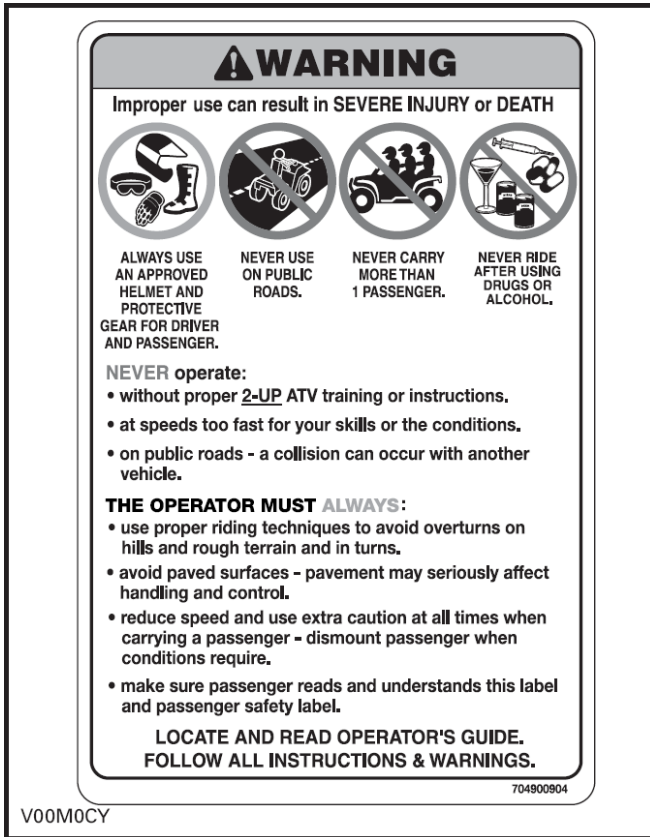 WARNING
Improper use can result in SEVERE INJURY or DEATH
ALWAYS USE
AN APPROVED
HELMET AND
PROTECTIVE
GEAR FOR DRIVER
AND PASSENGER.
NEVER USE
ON PUBLIC
ROADS.
NEVER CARRY
MORE THAN
1 PASSENGER.
NEVER RIDE
AFTER USING
DRUGS OR
ALCOHOL.
NEVER operate:
• without proper 2-UP ATV training or instructions.
• at speeds too fast for your skills or the conditions.
• on public roads - a collision can occur with another
vehicle.
THE OPERATOR MUST ALWAYS:
• use proper riding techniques to avoid overturns on
hills and rough terrain and in turns.
• avoid paved surfaces - pavement may seriously affect
handling and control.
• reduce speed and use extra caution at all times when
carrying a passenger - dismount passenger when
conditions require.
• make sure passenger reads and understands this label
and passenger safety label.
LOCATE AND READ OPERATOR'S GUIDE.
FOLLOW ALL INSTRUCTIONS & WARNINGS.
704900904
V00M0CY